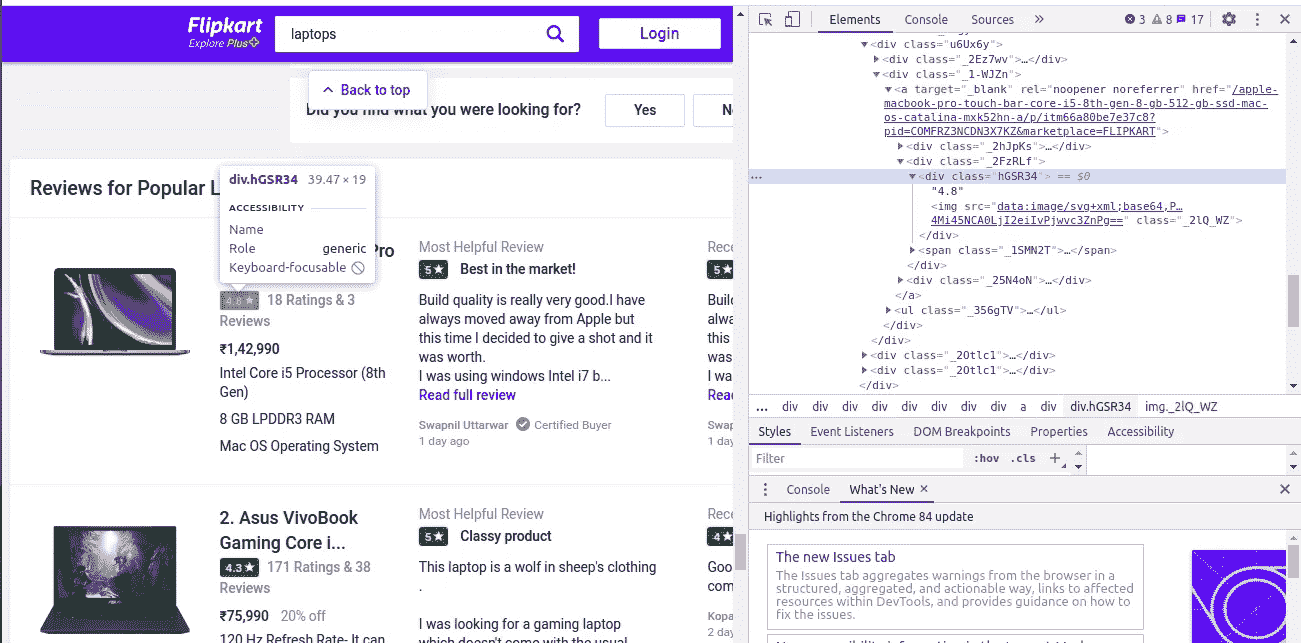 Flipkart
Explore Plus
laptops
Login
Back to top
Did you find what you were looking for?
Yes
Reviews for Popular L
div.hGSR34 39.47 × 19
ACCESSIBILITY
Name
Role generic
Keyboard-focusable
Pro
4.8★ 18 Ratings & 3
Reviews
₹1,42,990
Intel Core i5 Processor (8th
Gen)
8 GB LPDDR3 RAM
Mac OS Operating System
Most Helpful Review
5★ Best in the market!
Build quality is really very good.I have
always moved away from Apple but
this time I decided to give a shot and it
was worth.
I was using windows Intel i7 b...
Read full review
Swapnil Uttarwar Certified Buyer
1 day ago
Rece
5★
Build
alwa
this
was
I wa
Read
Swap
1 day
2. Asus VivoBook
Gaming Core i...
4.3★ 171 Ratings & 38
Reviews
₹75,990 20% off
120 Hz Refresh Rate- It can
Most Helpful Review
5★ Classy product
This laptop is a wolf in sheep's clothing
.
I was looking for a gaming laptop
which doesn't come with the usual
Rece
4★
Goo
com
Kopa
2 day
Elements Console Sources » 3 8 17
<div class="u6Ux6y">
<div class="_2Ez7wv">…</div>
<div class="_1-WJZn">
<a target="_blank" rel="noopener noreferrer" href="/apple-
macbook-pro-touch-bar-core-i5-8th-gen-8-gb-512-gb-ssd-mac-
os-catalina-mxk52hn-a/p/itm66a80be7e37c8?
pid=COMFRZ3NCDN3X7KZ&marketplace=FLIPKART">
<div class="_2hJpKs">…</div>
<div class="_2FzRLf">
… <div class="hGSR34"> == $0
"4.8"
<img src="data:image/svg+xml;base64,P…
4Mi45NCA0LjI2eiIvPjwvc3ZnPg==" class="_2lQ_WZ">
</div>
<span class="_1SMN2T">…</span>
</div>
<div class="_25N4oN">…</div>
</a>
<ul class="_356gTV">…</ul>
</div>
</div>
<div class="_2Otlc1">…</div>
<div class="_2Otlc1">…</div>
</div>
... div div div div div div div div a div div.hGSR34 img._2lQ_WZ
Styles Event Listeners DOM Breakpoints Properties Accessibility
Filter :hov .cls +
Console What's New ×
Highlights from the Chrome 84 update
The new Issues tab
The Issues tab aggregates warnings from the browser in a
structured, aggregated, and actionable way, links to affected
resources within DevTools, and provides guidance on how to
fix the issues.